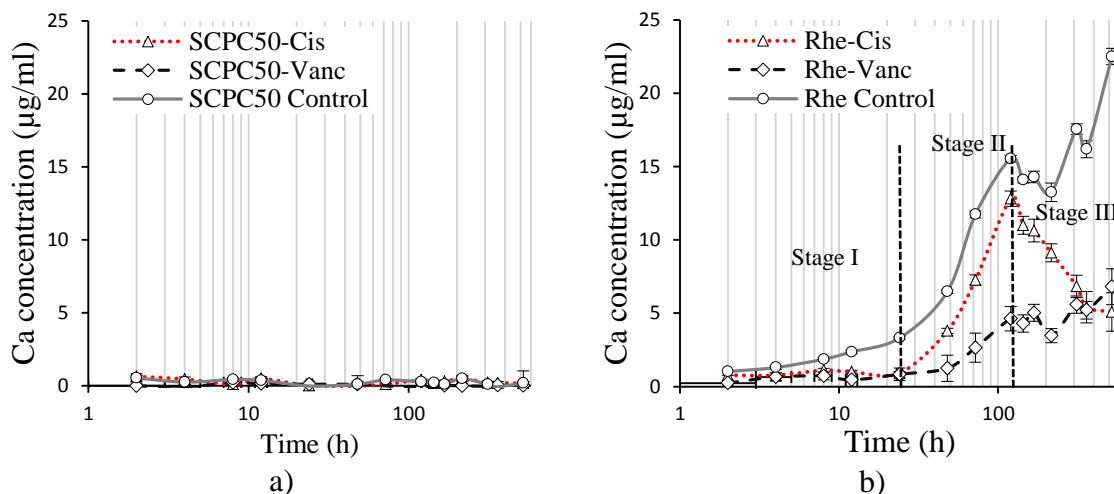 SCPC50-Cis
SCPC50-Vanc
SCPC50 Control
Ca concentration (µg/ml)
25
20
15
10
5
0
1
10
100
Time (h)
a)
Rhe-Cis
Rhe-Vanc
Rhe Control
Ca concentration (µg/ml)
25
20
15
10
5
0
Stage I
Stage II
Stage III
1
10
100
Time (h)
b)